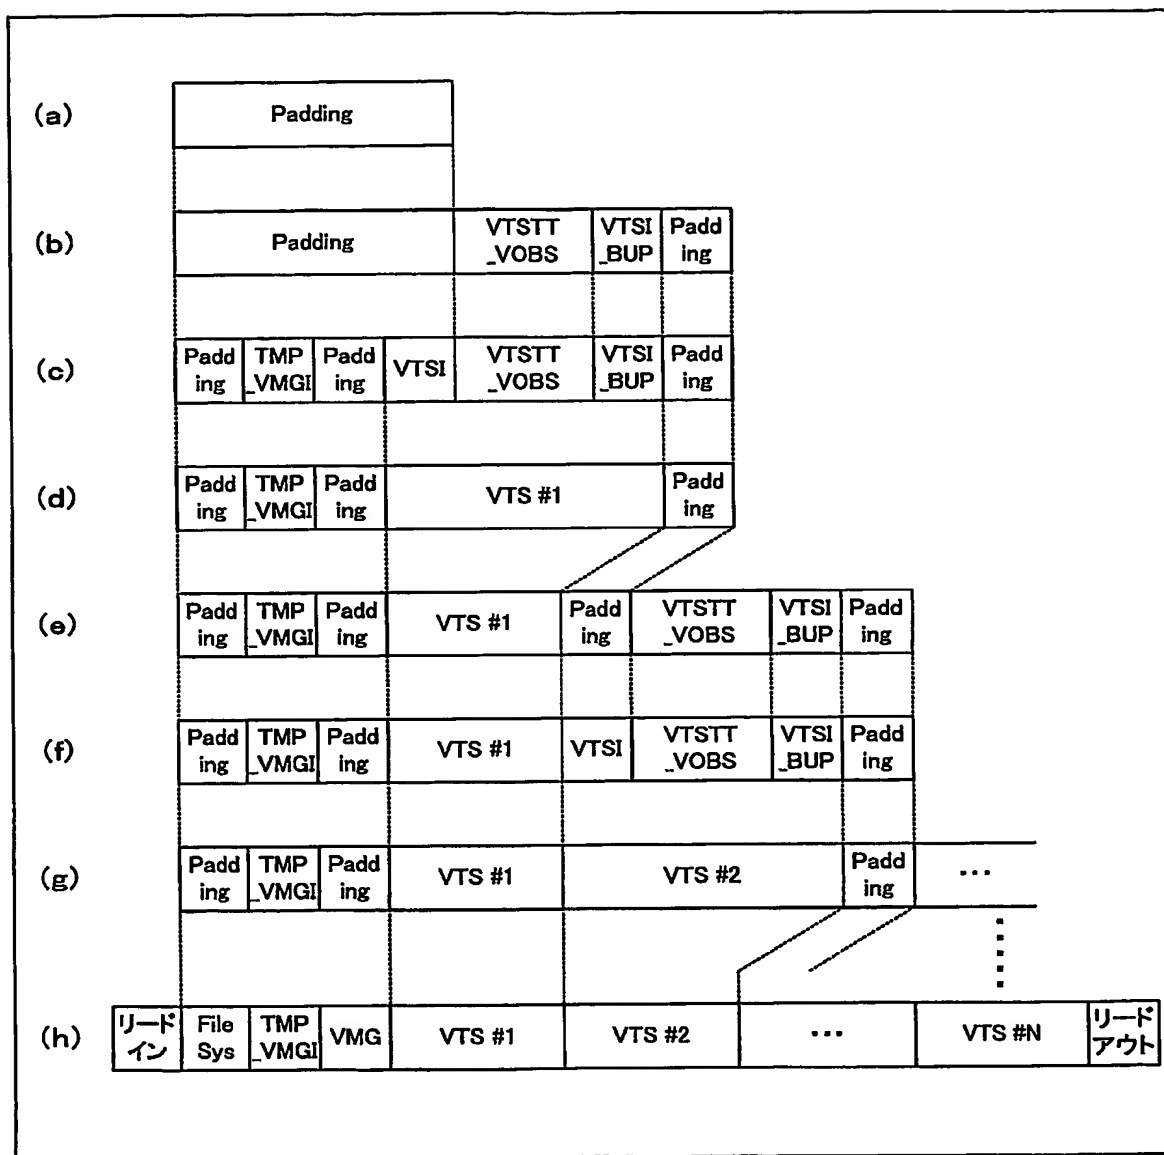 (a)
Padding
(b)
Padding
VTSTT
_VOBS
VTSI
_BUP
Padd
ing
(c)
Padd
ing
TMP
_VMGI
Padd
ing
VTSI
VTSTT
_VOBS
VTSI
_BUP
Padd
ing
(d)
Padd
ing
TMP
_VMGI
Padd
ing
VTS #1
Padd
ing
(e)
Padd
ing
TMP
_VMGI
Padd
ing
VTS #1
Padd
ing
VTSTT
_VOBS
VTSI
_BUP
Padd
ing
(f)
Padd
ing
TMP
_VMGI
Padd
ing
VTS #1
VTSI
VTSTT
_VOBS
VTSI
_BUP
Padd
ing
(g)
Padd
ing
TMP
_VMGI
Padd
ing
VTS #1
VTS #2
Padd
ing
...
(h)
リード
イン
File
Sys
TMP
_VMGI
VMG
VTS #1
VTS #2
...
VTS #N
リード
アウト